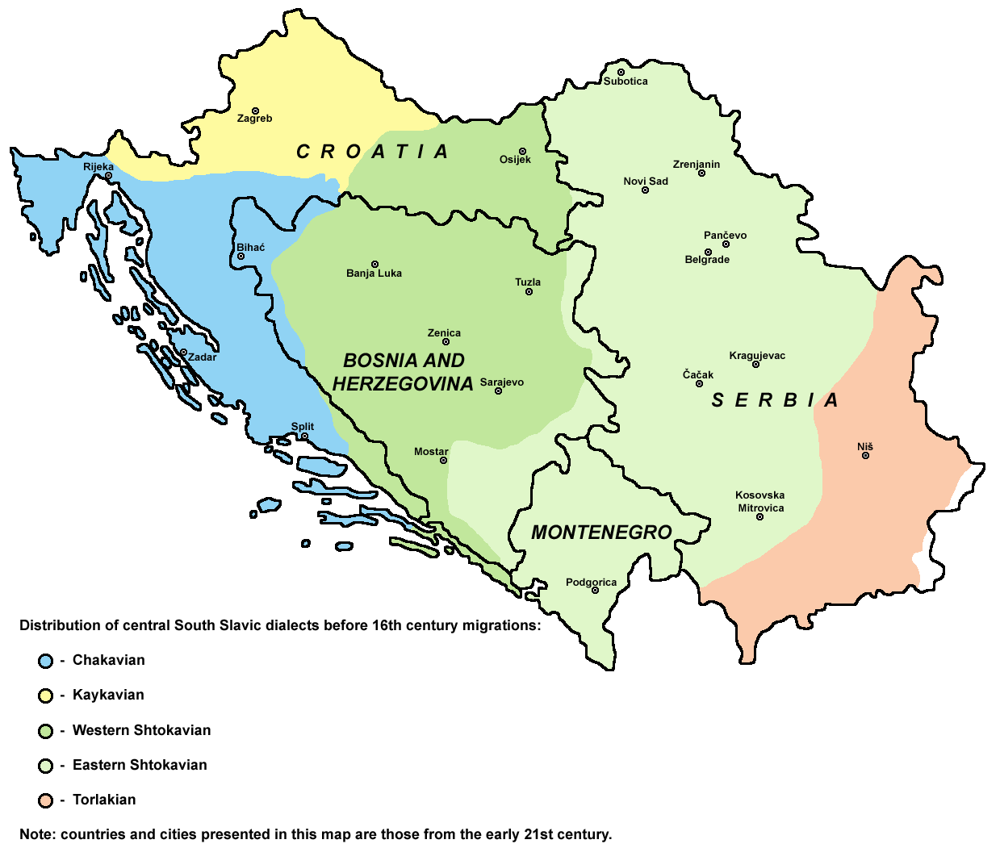 Subotica
Zagreb
C R O A T I A
Osijek
Rijeka
Zrenjanin
Novi Sad
Pančevo
Belgrade
Bihać
Banja Luka
Tuzla
Zenica
Zadar
BOSNIA AND
HERZEGOVINA
Sarajevo
Kragujevac
Čačak
S E R B I A
Split
Mostar
Niš
Kosovska
Mitrovica
MONTENEGRO
Podgorica
Distribution of central South Slavic dialects before 16th century migrations:
- Chakavian
- Kaykavian
- Western Shtokavian
- Eastern Shtokavian
- Torlakian
Note: countries and cities presented in this map are those from the early 21st century.